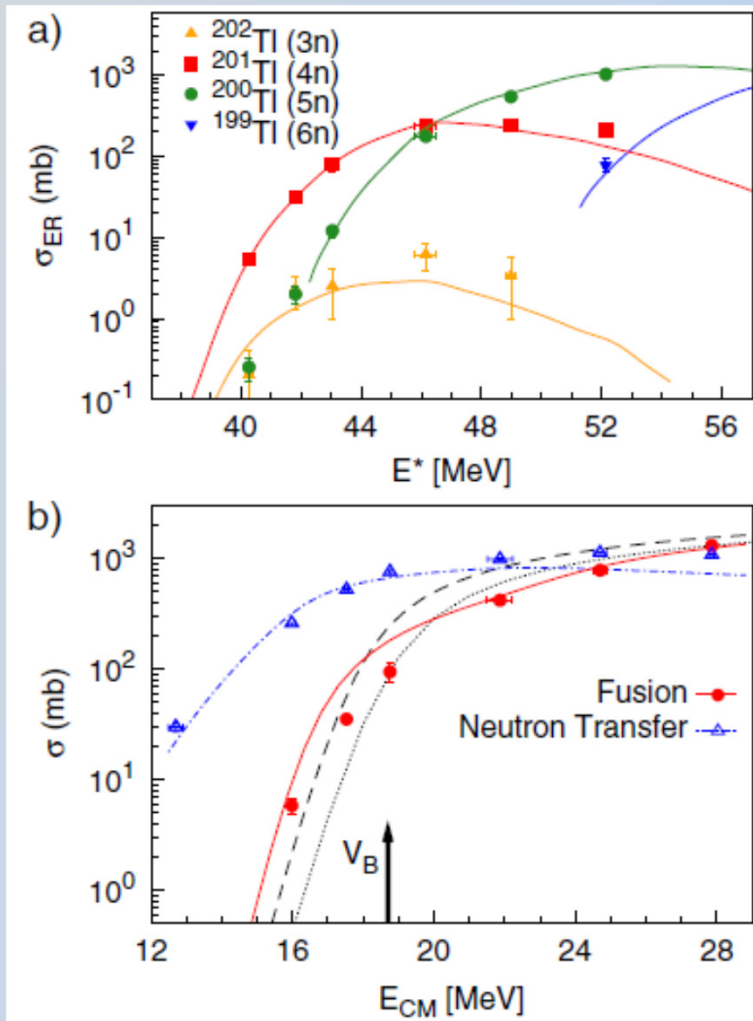 a)
²⁰²Tl (3n)
²⁰¹Tl (4n)
²⁰⁰Tl (5n)
¹⁹⁹Tl (6n)
10³
10²
10¹
10⁰
10⁻¹
σER (mb)
40 44 48 52 56
E* [MeV]
b)
10³
10²
10¹
10⁰
σ (mb)
Fusion
Neutron Transfer
VB
12 16 20 24 28
ECM [MeV]